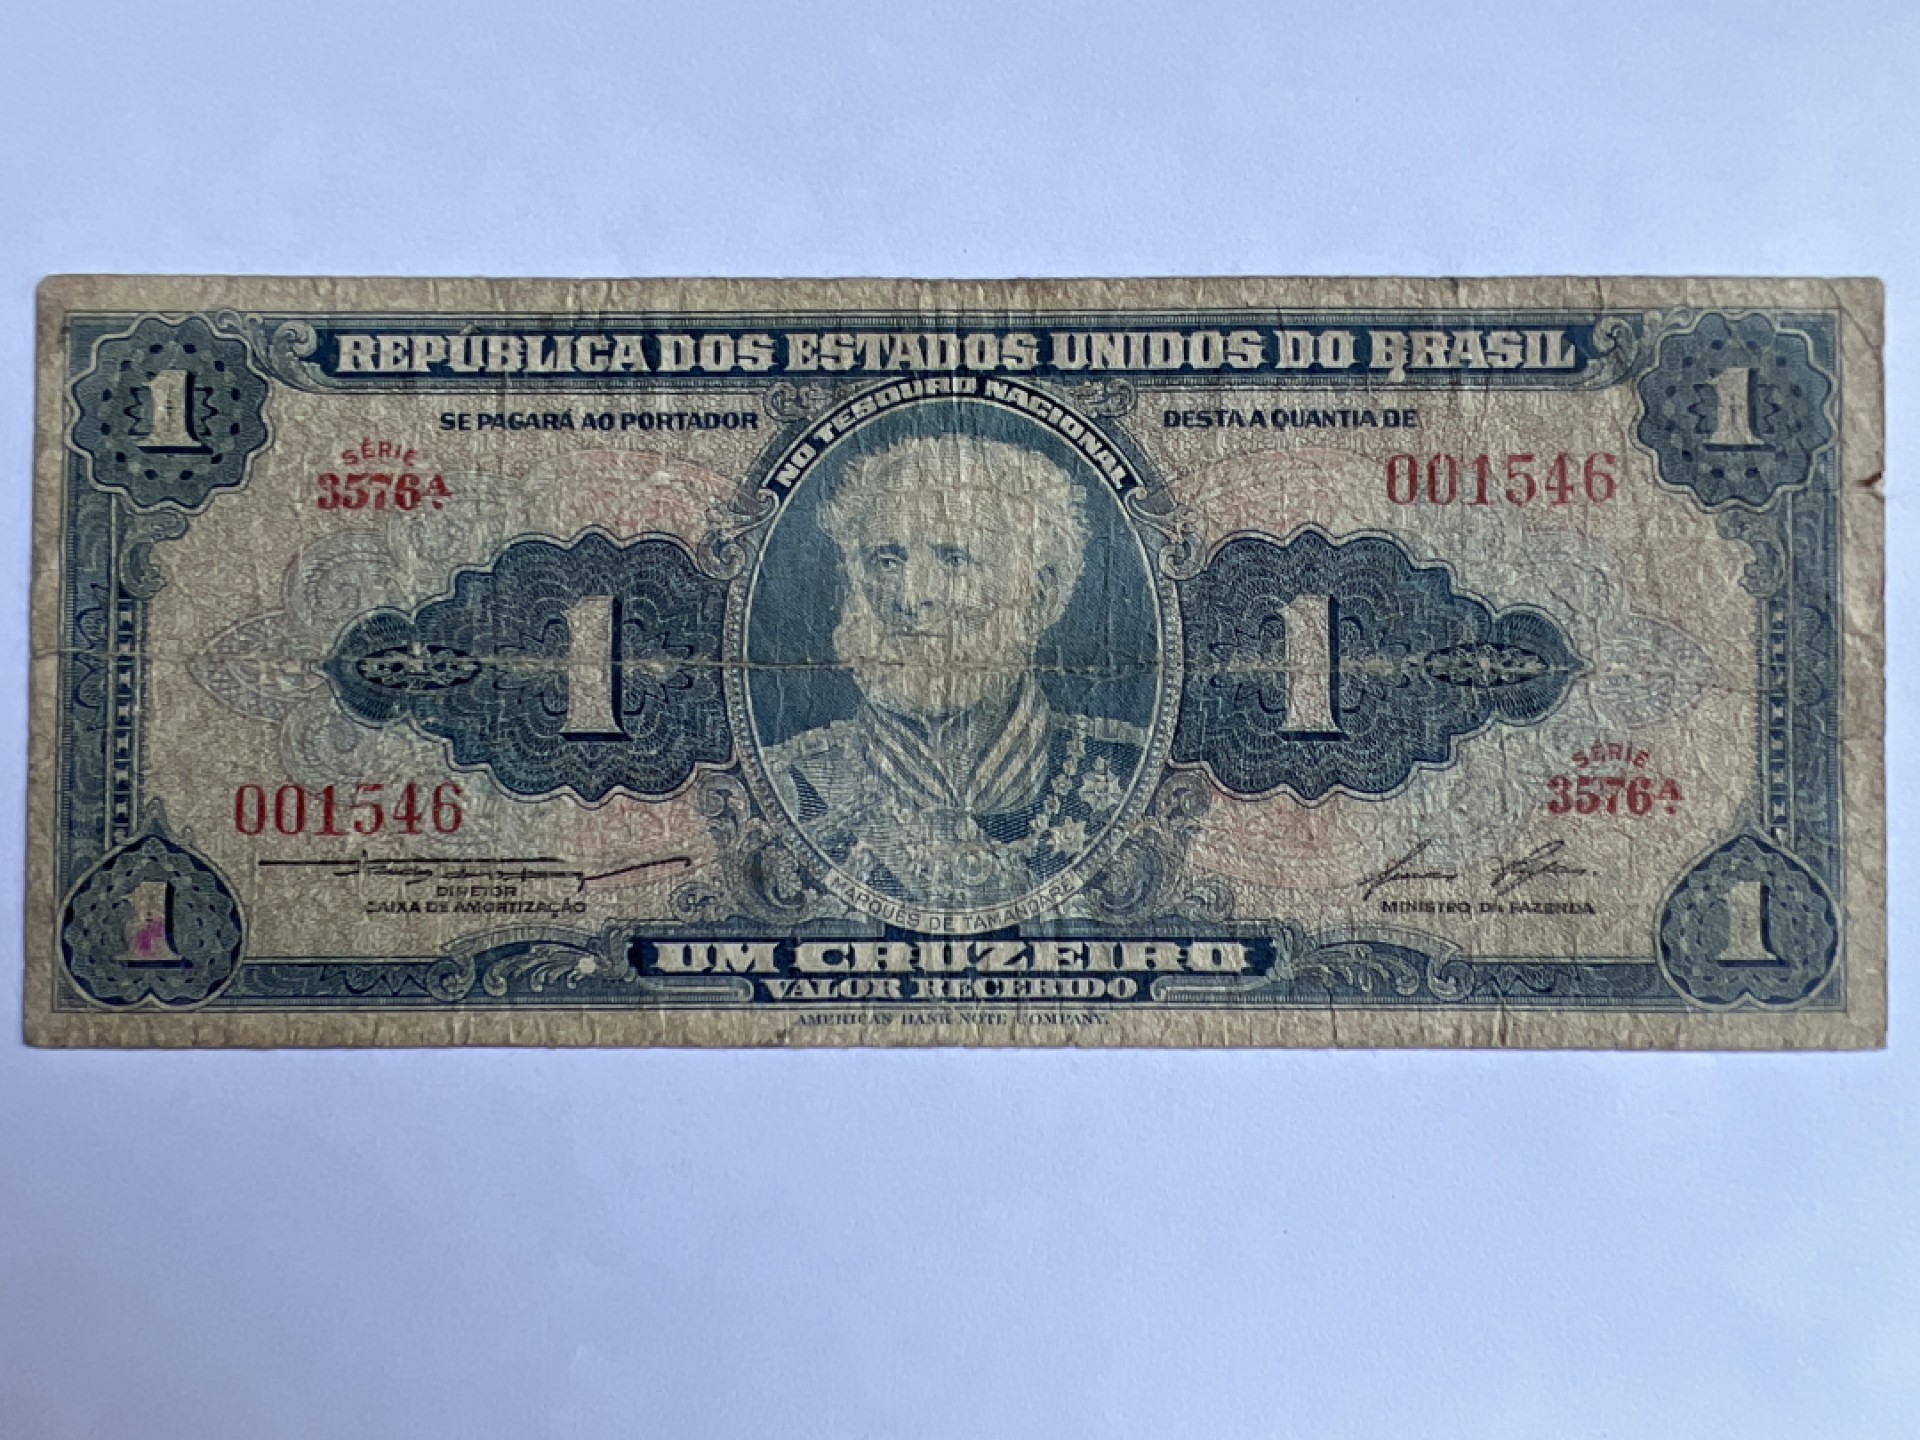 1 REPÚBLICA DOS ESTADOS UNIDOS DO BRASIL 1
SE PAGARÁ AO PORTADOR
NO TESOURO NACIONAL
DESTA A QUANTIA DE
SÉRIE
3576A.
001546
1
1
001546
SÉRIE
3576A.
DIRETOR
CAIXA DE AMORTIZAÇÃO
MARQUÊS DE TAMANDARÉ
MINISTRO DA FAZENDA
1
UM CRUZEIRO
1
VALOR RECEBIDO
AMERICAN BANK NOTE COMPANY.